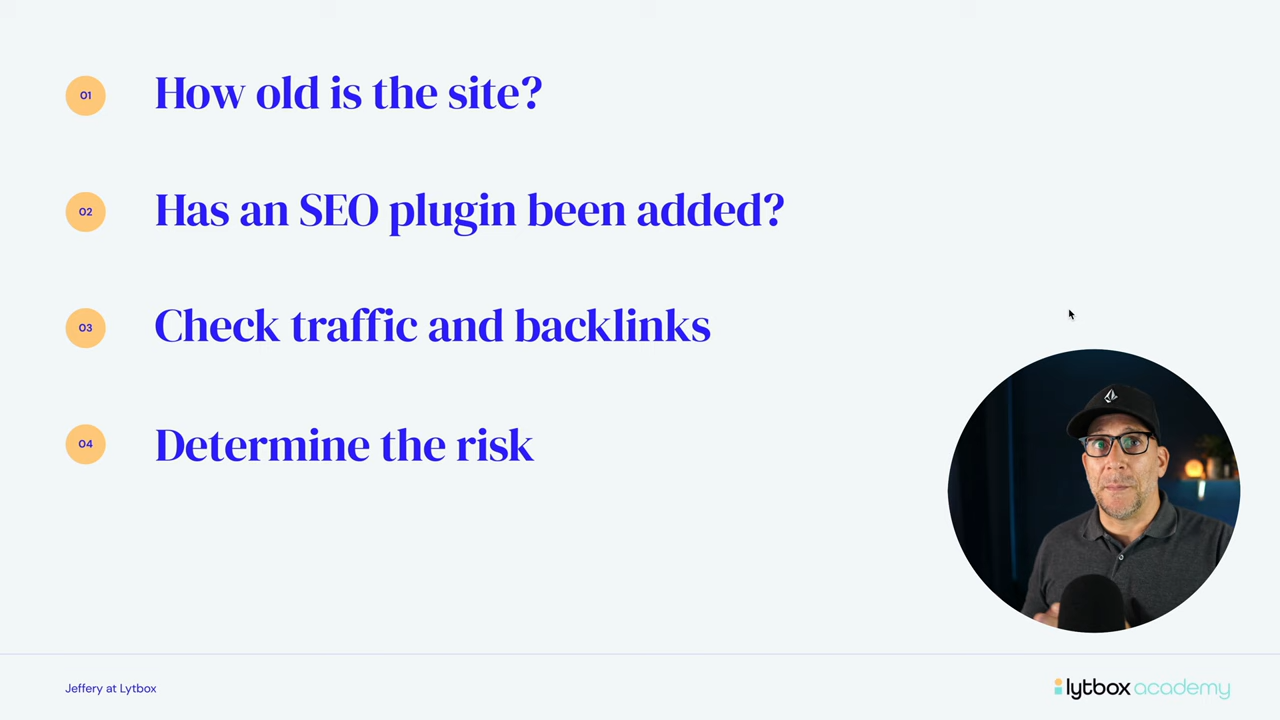 01
How old is the site?
02
Has an SEO plugin been added?
03
Check traffic and backlinks
04
Determine the risk
Jeffery at Lytbox
lytbox academy